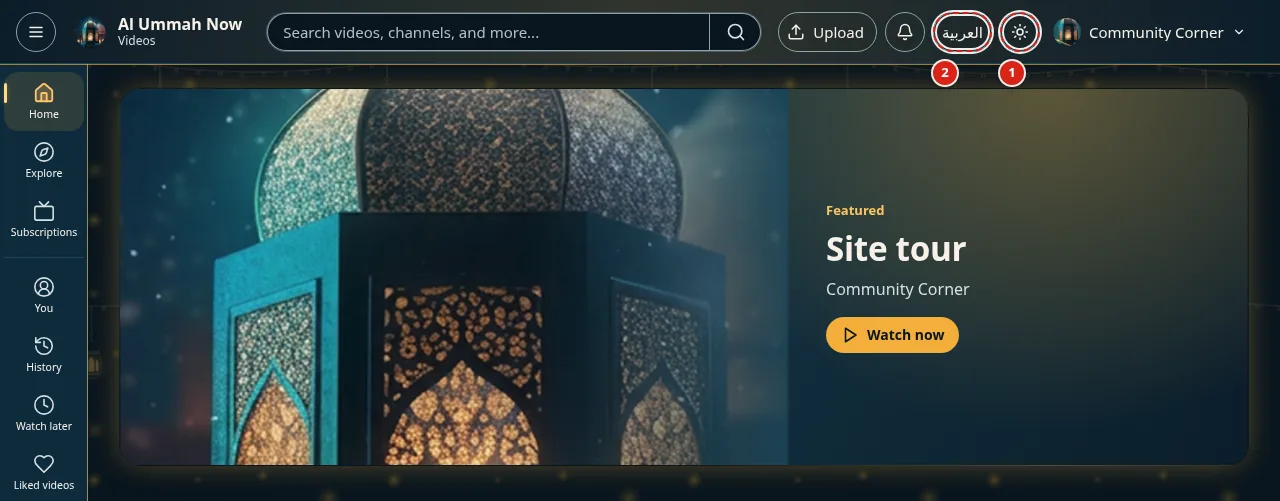 Al Ummah Now
Videos
Search videos, channels, and more...
Upload
العربية
Community Corner
2
1
Home
Explore
Subscriptions
You
History
Watch later
Liked videos
Featured
Site tour
Community Corner
Watch now